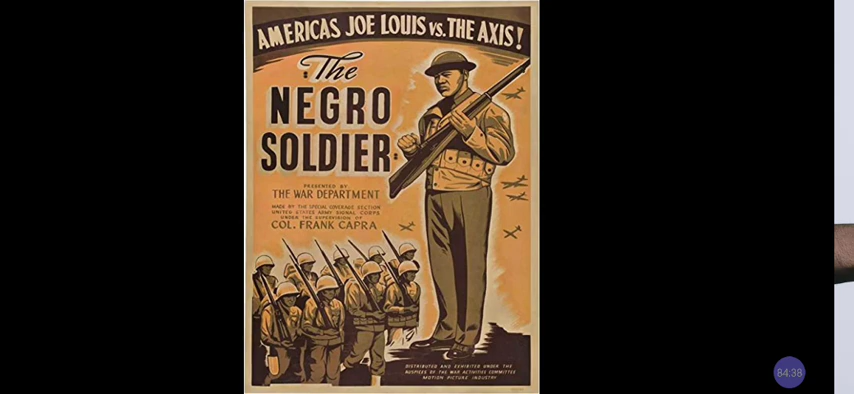 AMERICAS JOE LOUIS vs. THE AXIS!
The
NEGRO
SOLDIER
PRESENTED BY
THE WAR DEPARTMENT
MADE BY THE SPECIAL COVERAGE SECTION
UNITED STATES ARMY SIGNAL CORPS
UNDER THE SUPERVISION OF
COL. FRANK CAPRA
DISTRIBUTED AND EXHIBITED UNDER THE
AUSPICES OF THE WAR ACTIVITIES COMMITTEE
MOTION PICTURE INDUSTRY
84:38